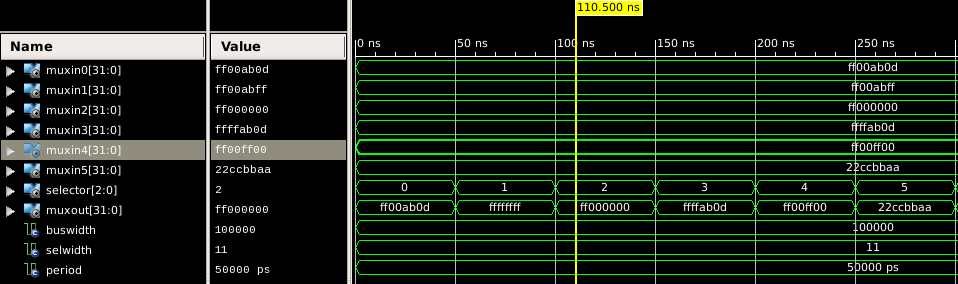 110.500 ns
Name Value 0 ns 50 ns 100 ns 150 ns 200 ns 250 ns
muxin0[31:0] ff00ab0d ff00ab0d
muxin1[31:0] ff00abff ff00abff
muxin2[31:0] ff000000 ff000000
muxin3[31:0] ffffab0d ffffab0d
muxin4[31:0] ff00ff00 ff00ff00
muxin5[31:0] 22ccbbaa 22ccbbaa
selector[2:0] 2 0 1 2 3 4 5
muxout[31:0] ff000000 ff00ab0d ffffffff ff000000 ffffab0d ff00ff00 22ccbbaa
buswidth 100000 100000
selwidth 11 11
period 50000 ps 50000 ps